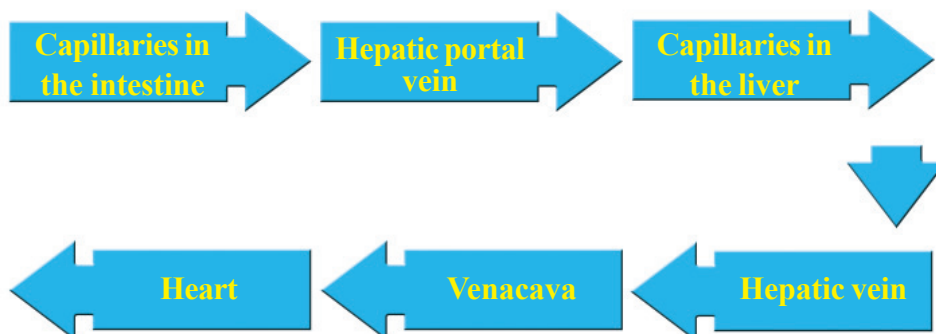 Capillaries in
the intestine
Hepatic portal
vein
Capillaries in
the liver
Hepatic vein
Venacava
Heart